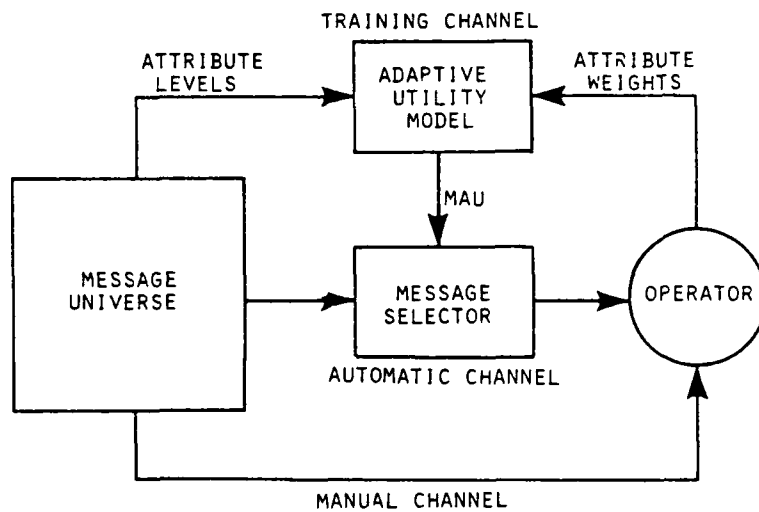 TRAINING CHANNEL
ATTRIBUTE
LEVELS
ADAPTIVE
UTILITY
MODEL
ATTRIBUTE
WEIGHTS
MAU
MESSAGE
UNIVERSE
MESSAGE
SELECTOR
OPERATOR
AUTOMATIC CHANNEL
MANUAL CHANNEL